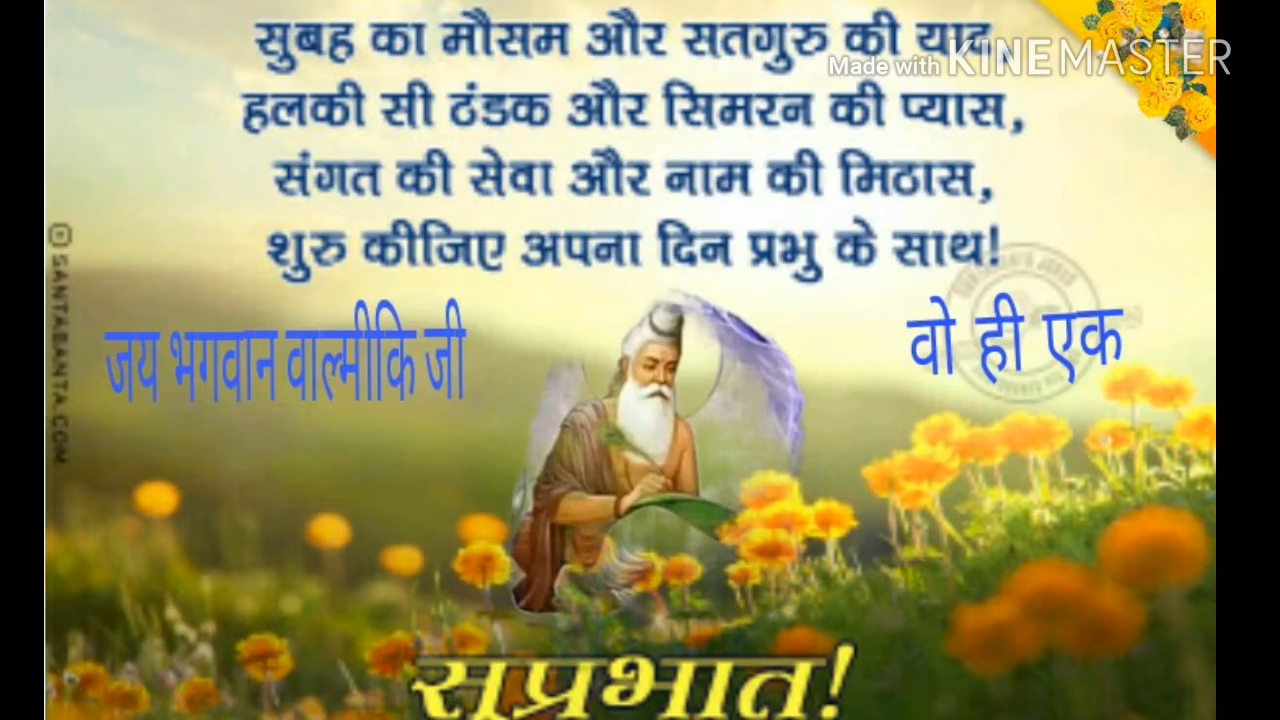 सुबह का मौसम और सतगुरु की याद,
Made with KINEMASTER
हलकी सी ठंडक और सिमरन की प्यास,
संगत की सेवा और नाम की मिठास,
शुरु कीजिए अपना दिन प्रभु के साथ!
SANTABANTA.COM
जय भगवान वाल्मीकि जी
वो ही एक
सुप्रभात!